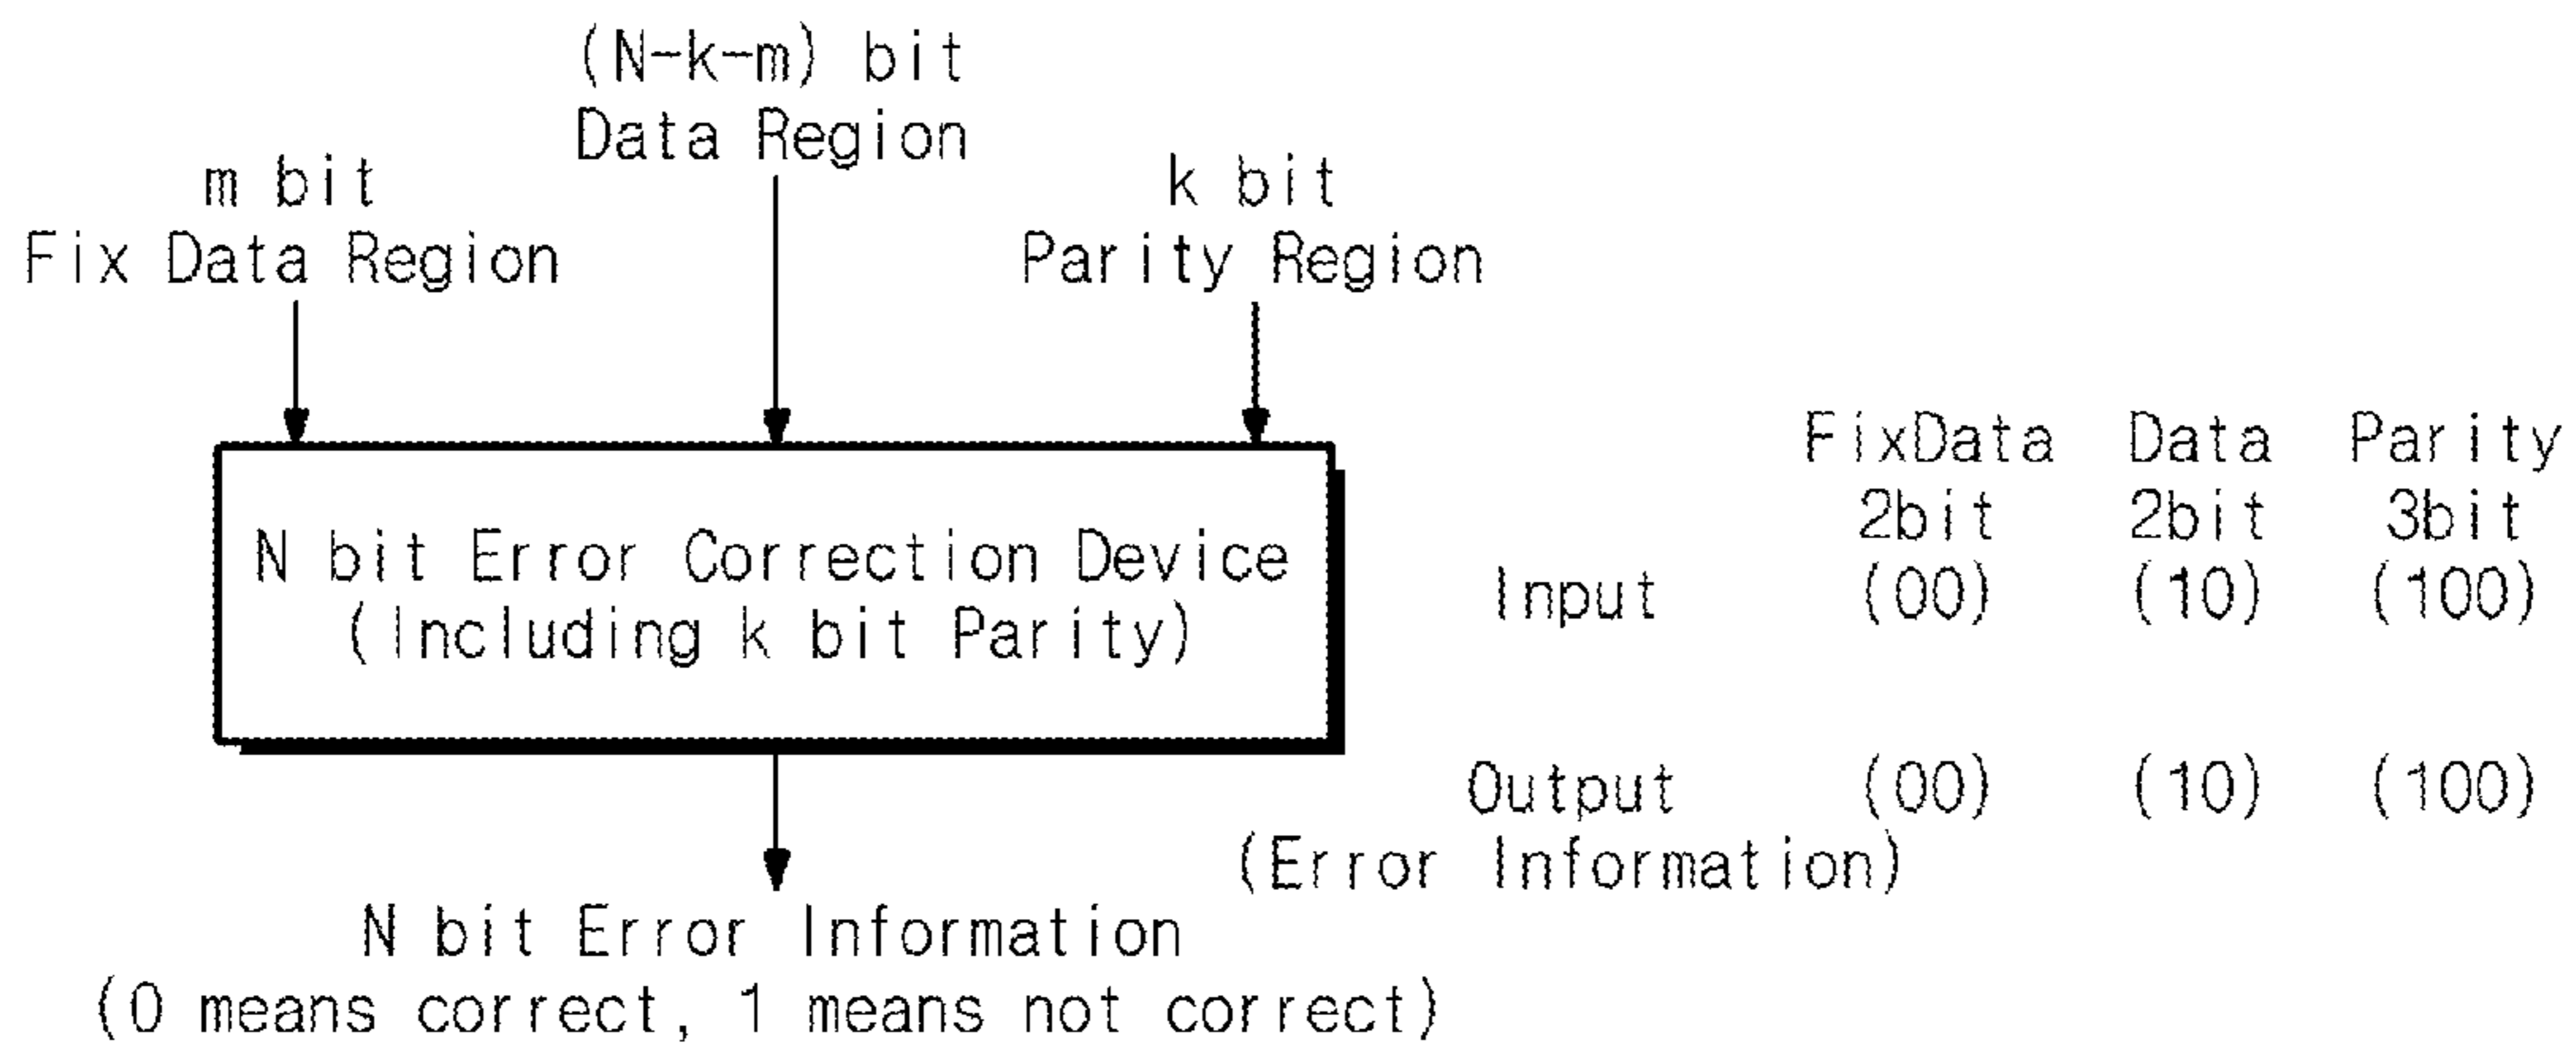 (N-k-m) bit
Data Region
m bit
Fix Data Region
k bit
Parity Region
N bit Error Correction Device
(Including k bit Parity)
N bit Error Information
(0 means correct, 1 means not correct)
FixData Data Parity
2bit 2bit 3bit
Input (00) (10) (100)
Output (00) (10) (100)
(Error Information)